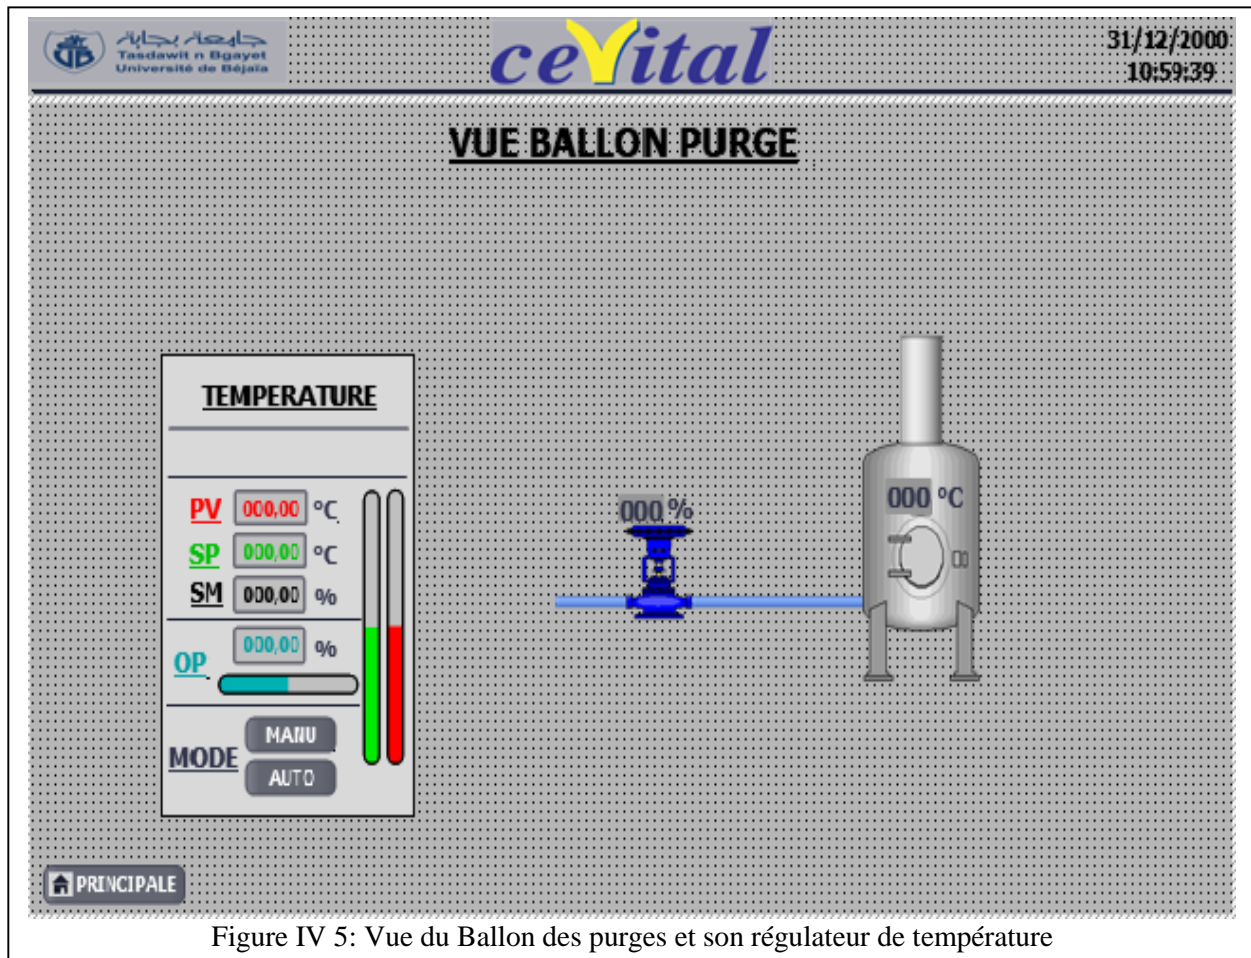 جامعة بجاية
Tasdawit n Bgayet
Université de Béjaïa
cevital
31/12/2000
10:59:39
VUE BALLON PURGE
TEMPERATURE
PV 000,00 °C
SP 000,00 °C
SM 000,00 %
OP 000,00 %
MODE
MANU
AUTO
000 %
000 °C
PRINCIPALE
Figure IV 5: Vue du Ballon des purges et son régulateur de température